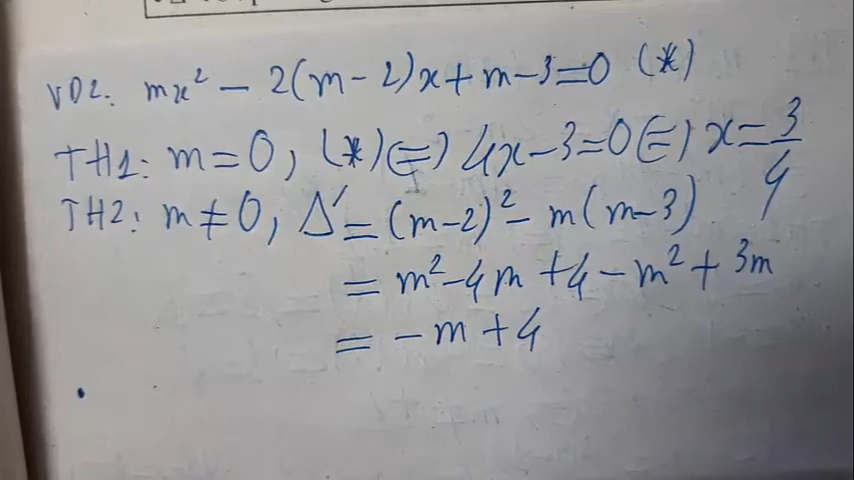 VD2: mx² - 2(m-2)x + m-3=0 (*)
TH1: m=0, (*) (=) 4x-3=0 (=) x=3/4
TH2: m≠0, Δ'=(m-2)²- m(m-3)
= m²-4m+4-m²+3m
= -m+4